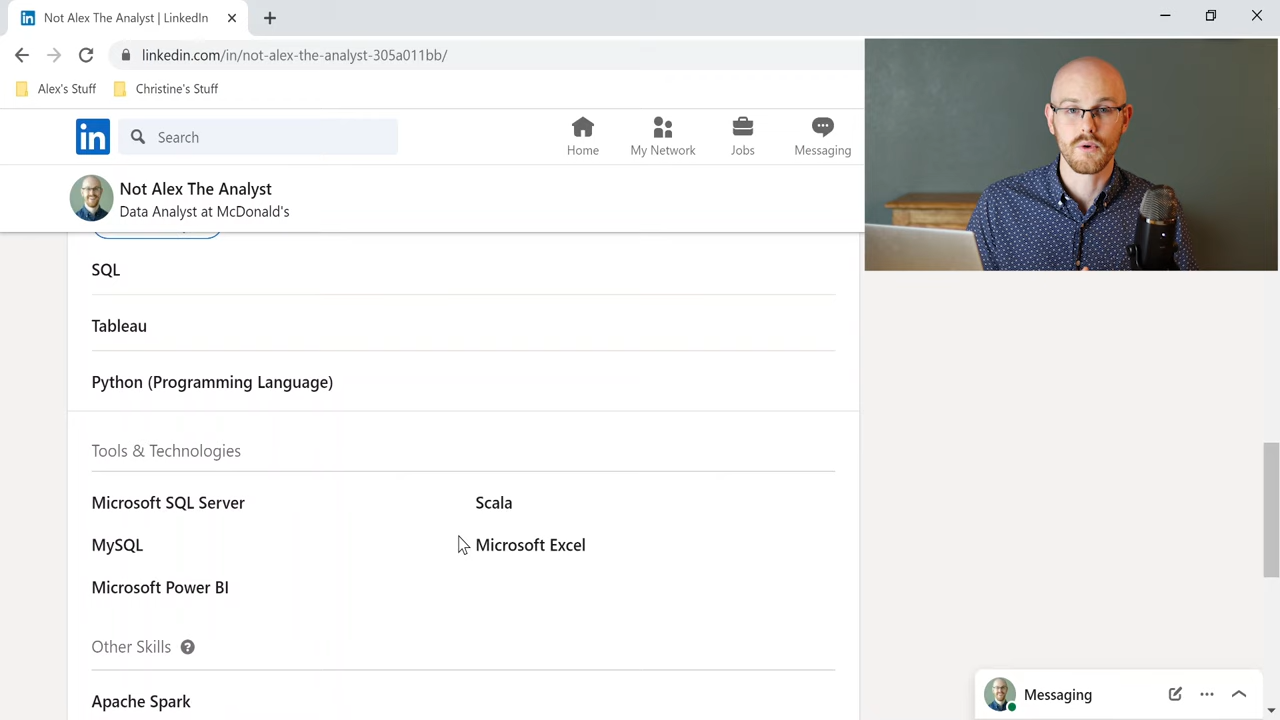 Not Alex The Analyst | LinkedIn
linkedin.com/in/not-alex-the-analyst-305a011bb/
Alex's Stuff
Christine's Stuff
in
Search
Home
My Network
Jobs
Messaging
Not Alex The Analyst
Data Analyst at McDonald's
SQL
Tableau
Python (Programming Language)
Tools & Technologies
Microsoft SQL Server
Scala
MySQL
Microsoft Excel
Microsoft Power BI
Other Skills
Apache Spark
Messaging